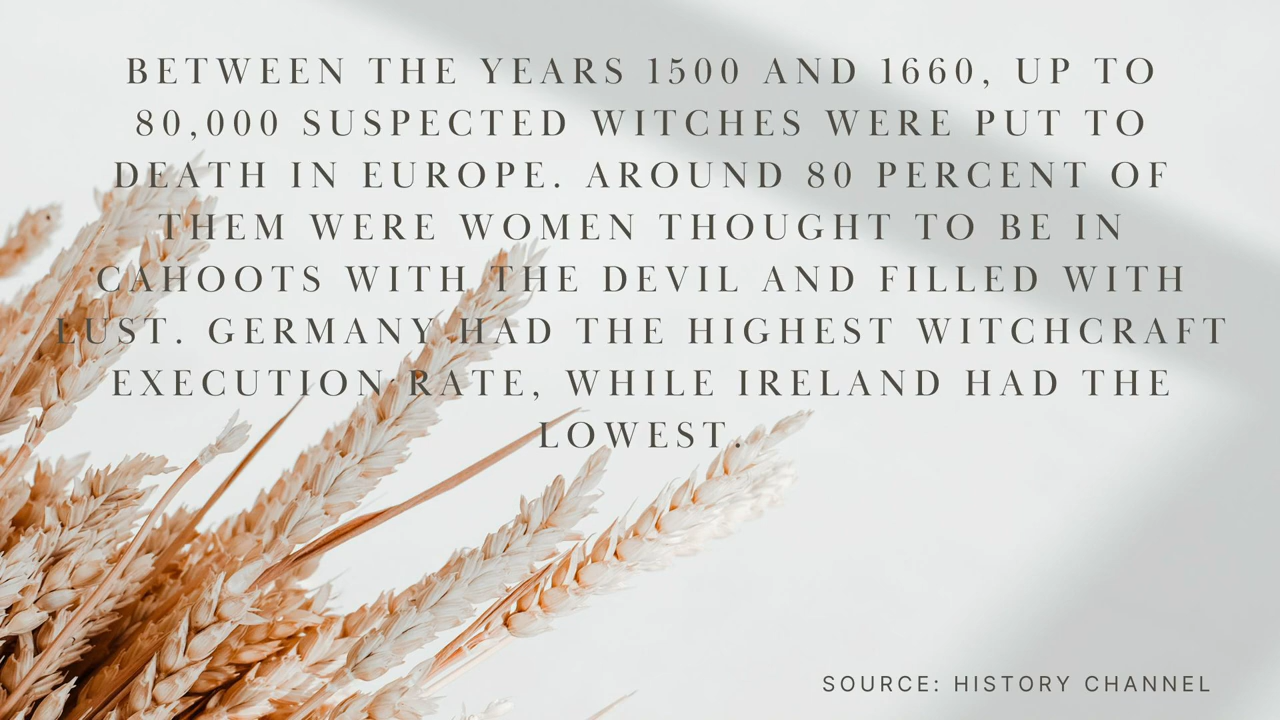 BETWEEN THE YEARS 1500 AND 1660, UP TO
80,000 SUSPECTED WITCHES WERE PUT TO
DEATH IN EUROPE. AROUND 80 PERCENT OF
THEM WERE WOMEN THOUGHT TO BE IN
CAHOOTS WITH THE DEVIL AND FILLED WITH
LUST. GERMANY HAD THE HIGHEST WITCHCRAFT
EXECUTION RATE, WHILE IRELAND HAD THE
LOWEST.
SOURCE: HISTORY CHANNEL